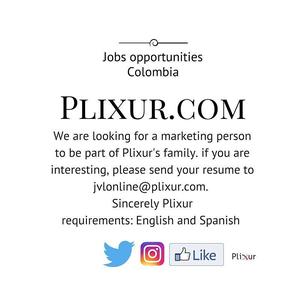 Jobs opportunities
Colombia
PLIXUR.COM
We are looking for a marketing person
to be part of Plixur's family. if you are
interesting, please send your resume to
jvlonline@plixur.com.
Sincerely Plixur
requirements: English and Spanish
Like
Plixur